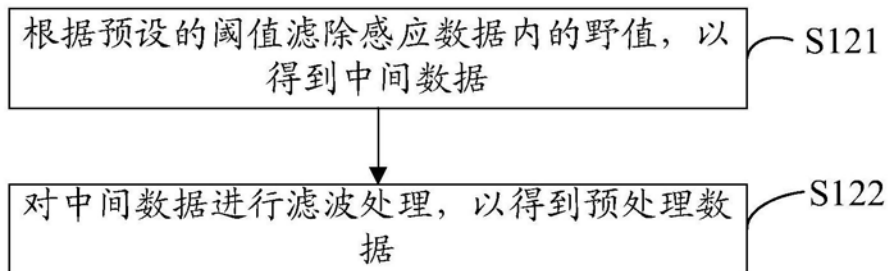 根据预设的阈值滤除感应数据内的野值，以
得到中间数据
S121
对中间数据进行滤波处理，以得到预处理数
据
S122